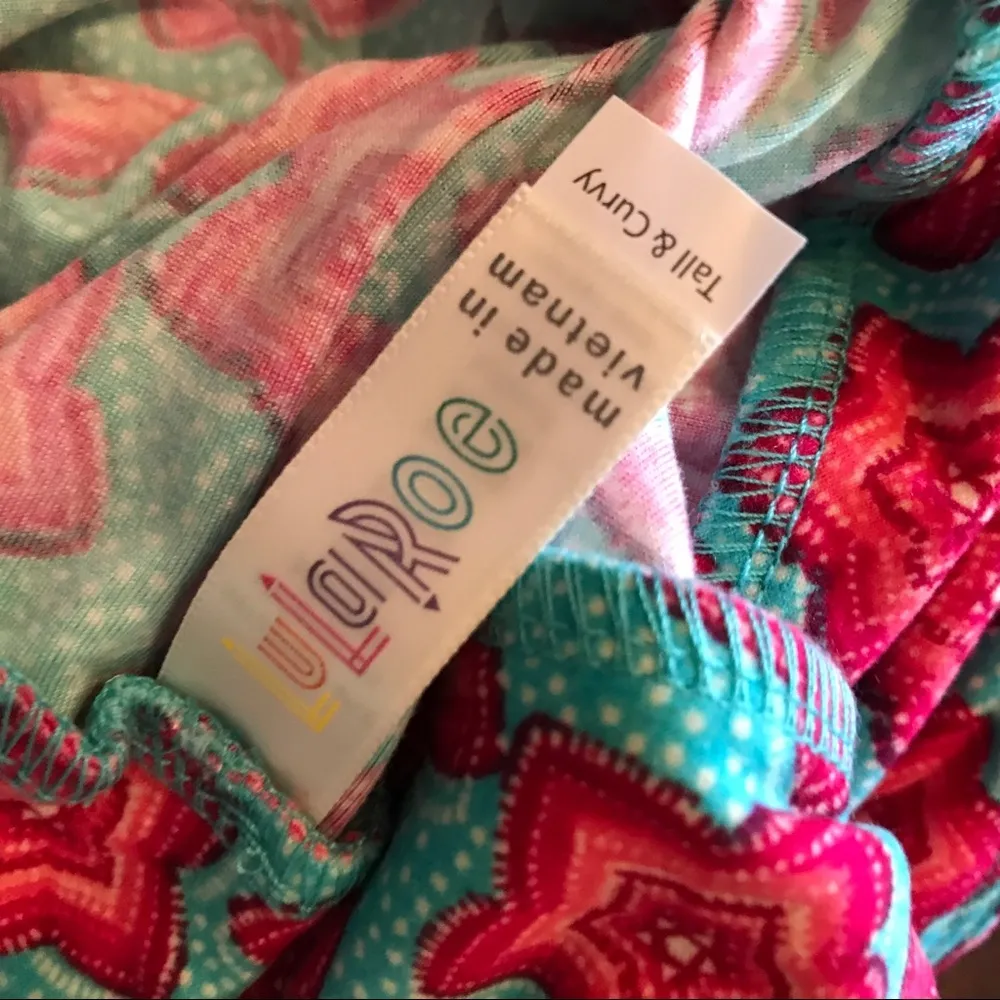 LuLaRoe
made in
vietnam
Tall & Curvy